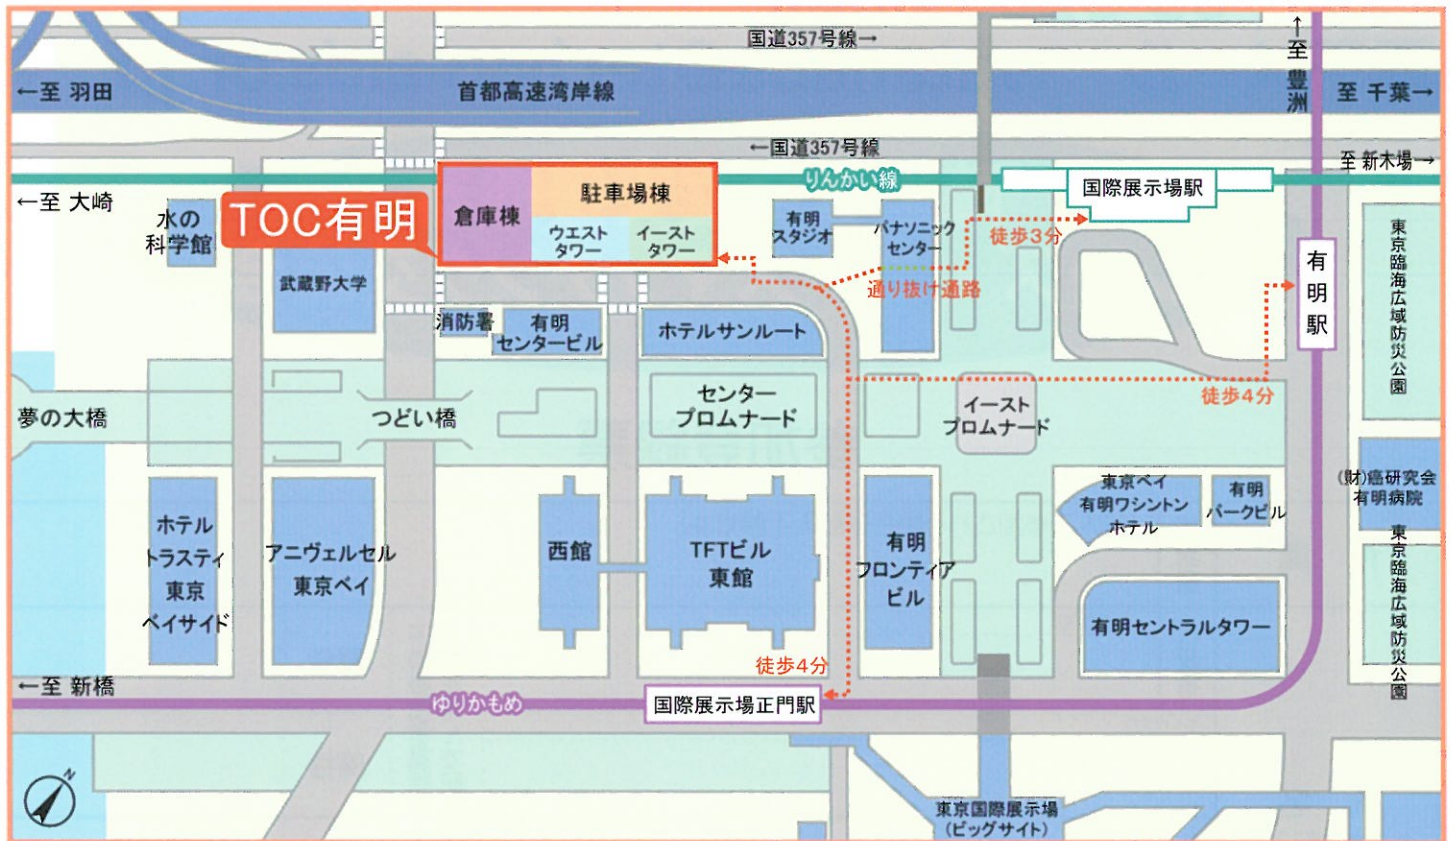 国道357号線→
↑至 豊洲
←至 羽田
首都高速湾岸線
至 千葉→
←国道357号線
至 新木場→
りんかい線
←至 大崎
国際展示場駅
TOC有明
倉庫棟
駐車場棟
ウエスト
タワー
イースト
タワー
水の
科学館
有明
スタジオ
パナソニック
センター
徒歩3分
武蔵野大学
通り抜け通路
有明駅
東京臨海広域防災公園
消防署
有明
センタービル
ホテルサンルート
徒歩4分
夢の大橋
つどい橋
センター
プロムナード
イースト
プロムナード
(財)癌研究会
有明病院
ホテル
トラスティ
東京
ベイサイド
アニヴェルセル
東京ベイ
西館
TFTビル
東館
有明
フロンティア
ビル
東京ベイ
有明ワシントン
ホテル
有明
パークビル
有明セントラルタワー
東京臨海広域防災公園
徒歩4分
←至 新橋
ゆりかもめ
国際展示場正門駅
N
東京国際展示場
(ビッグサイト)